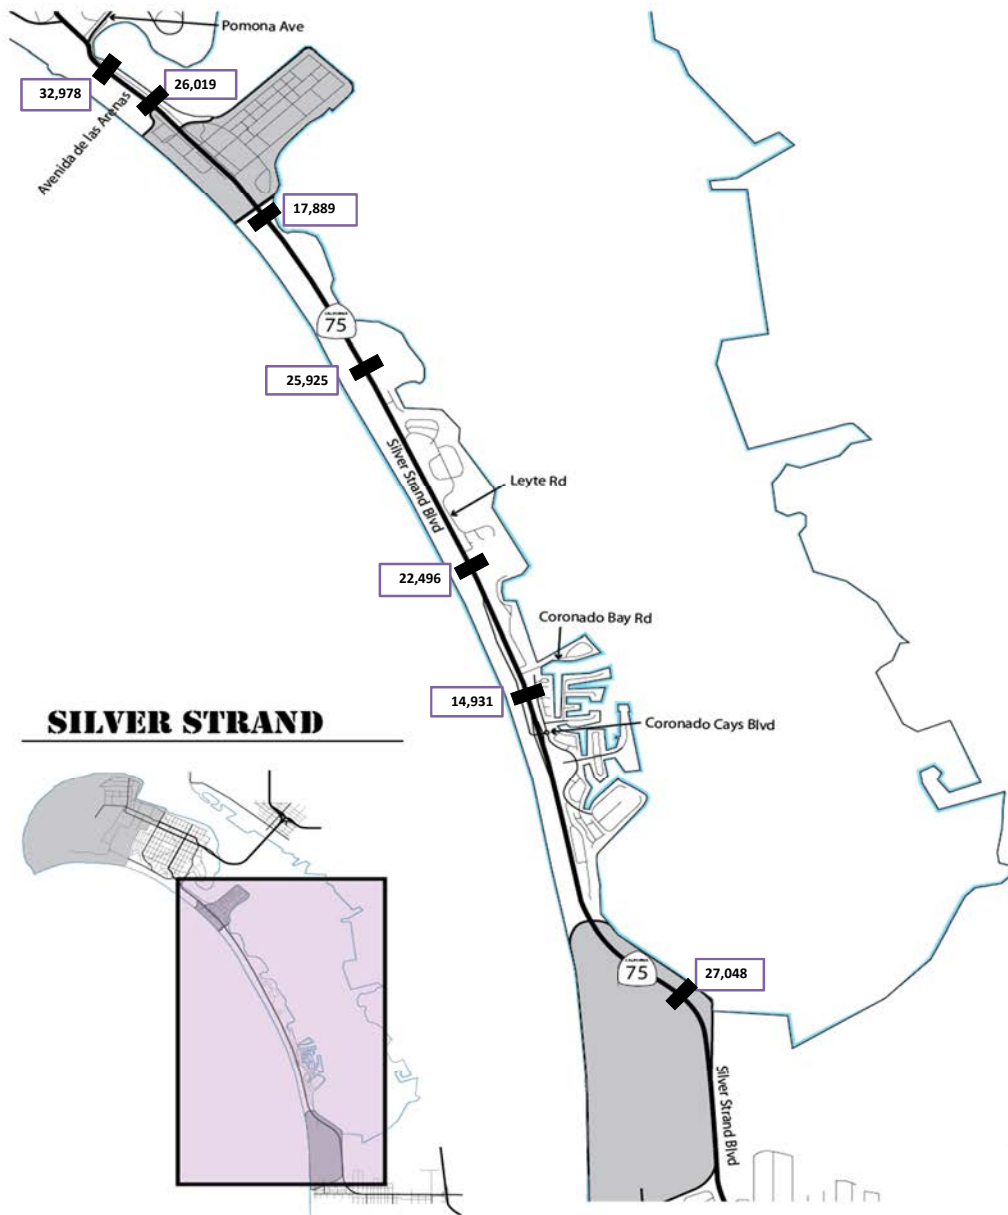 Pomona Ave
32,978
26,019
Avenida de las Arenas
17,889
CALIFORNIA
75
25,925
Silver Strand Blvd
Leyte Rd
22,496
Coronado Bay Rd
14,931
Coronado Cays Blvd
SILVER STRAND
CALIFORNIA
75
27,048
Silver Strand Blvd